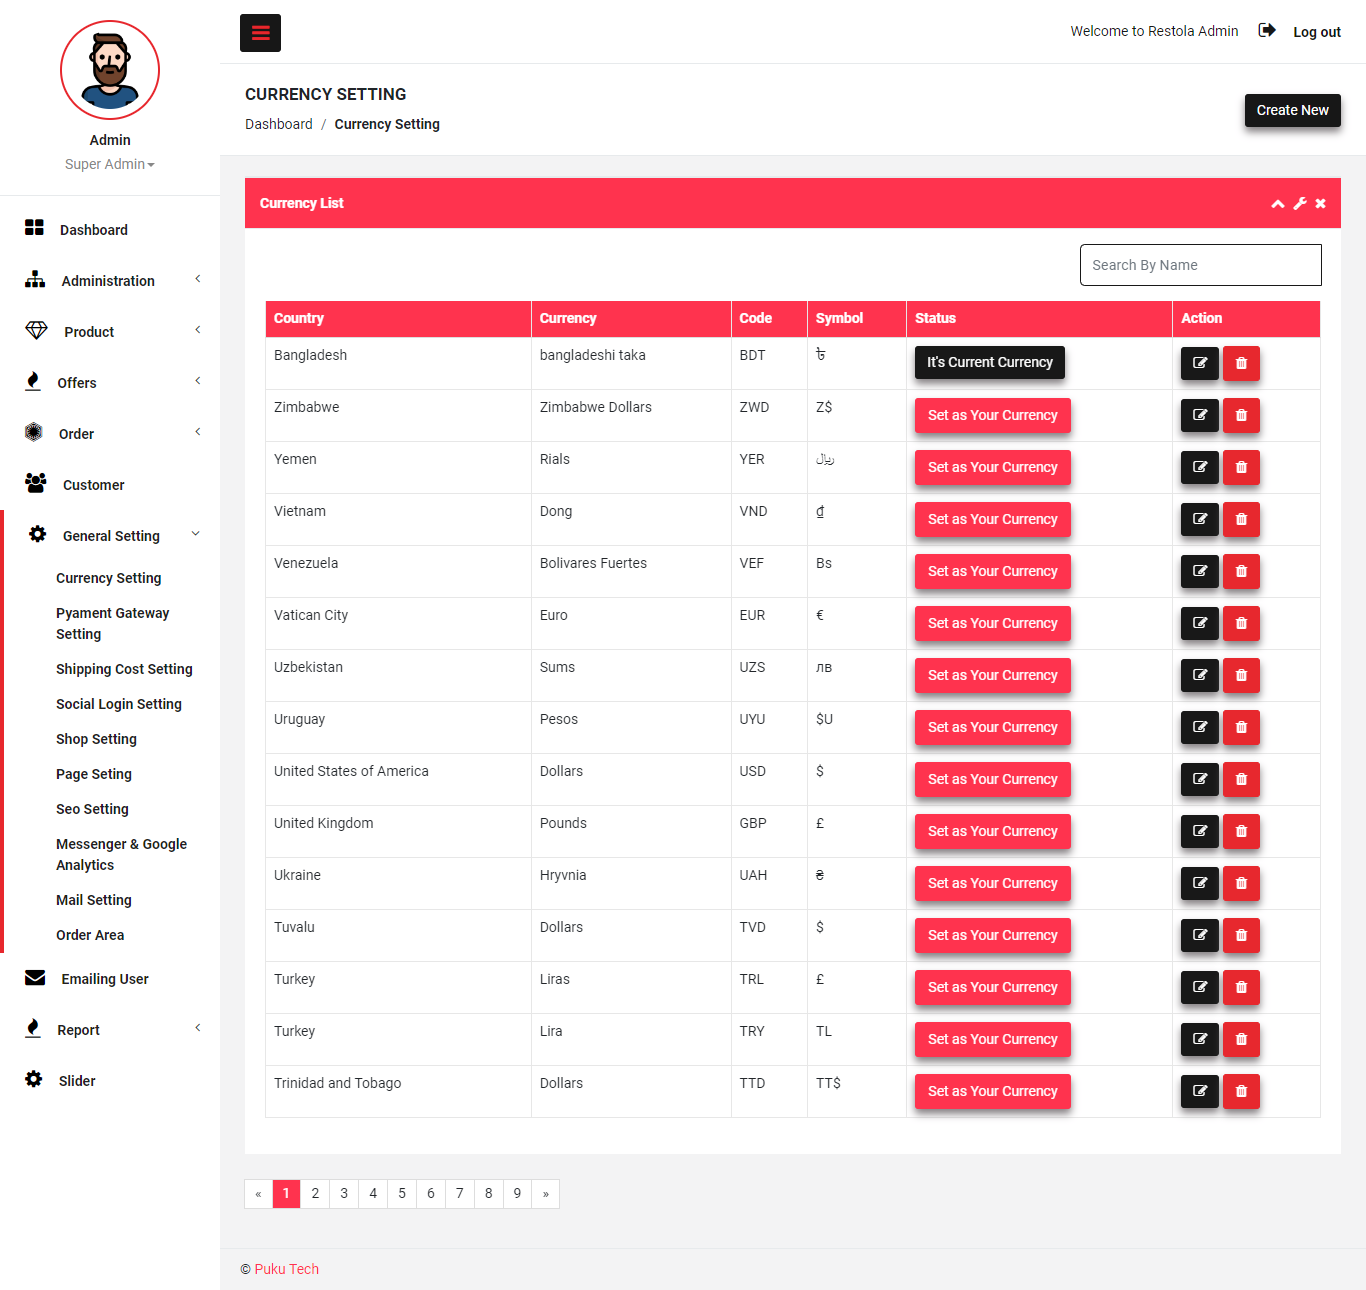 Welcome to Restola Admin Log out
Admin
Super Admin
CURRENCY SETTING
Dashboard / Currency Setting
Create New
Dashboard
Administration
Product
Offers
Order
Customer
General Setting
Currency Setting
Pyament Gateway
Setting
Shipping Cost Setting
Social Login Setting
Shop Setting
Page Seting
Seo Setting
Messenger & Google
Analytics
Mail Setting
Order Area
Emailing User
Report
Slider
Currency List
Search By Name
Country Currency Code Symbol Status Action
Bangladesh bangladeshi taka BDT ৳ It's Current Currency
Zimbabwe Zimbabwe Dollars ZWD Z$ Set as Your Currency
Yemen Rials YER ﷼ Set as Your Currency
Vietnam Dong VND ₫ Set as Your Currency
Venezuela Bolivares Fuertes VEF Bs Set as Your Currency
Vatican City Euro EUR € Set as Your Currency
Uzbekistan Sums UZS лв Set as Your Currency
Uruguay Pesos UYU $U Set as Your Currency
United States of America Dollars USD $ Set as Your Currency
United Kingdom Pounds GBP £ Set as Your Currency
Ukraine Hryvnia UAH ₴ Set as Your Currency
Tuvalu Dollars TVD $ Set as Your Currency
Turkey Liras TRL £ Set as Your Currency
Turkey Lira TRY TL Set as Your Currency
Trinidad and Tobago Dollars TTD TT$ Set as Your Currency
« 1 2 3 4 5 6 7 8 9 »
© Puku Tech